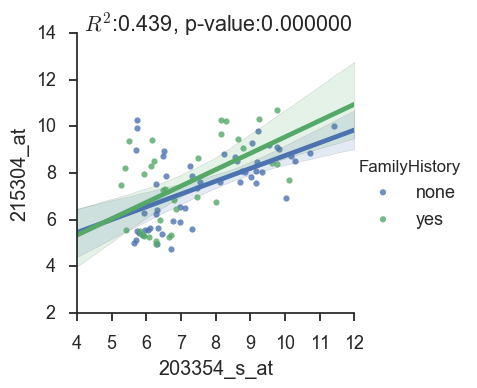 R²:0.439, p-value:0.000000
14
12
10
8
6
4
2
215304_at
4 5 6 7 8 9 10 11 12
203354_s_at
FamilyHistory
none
yes